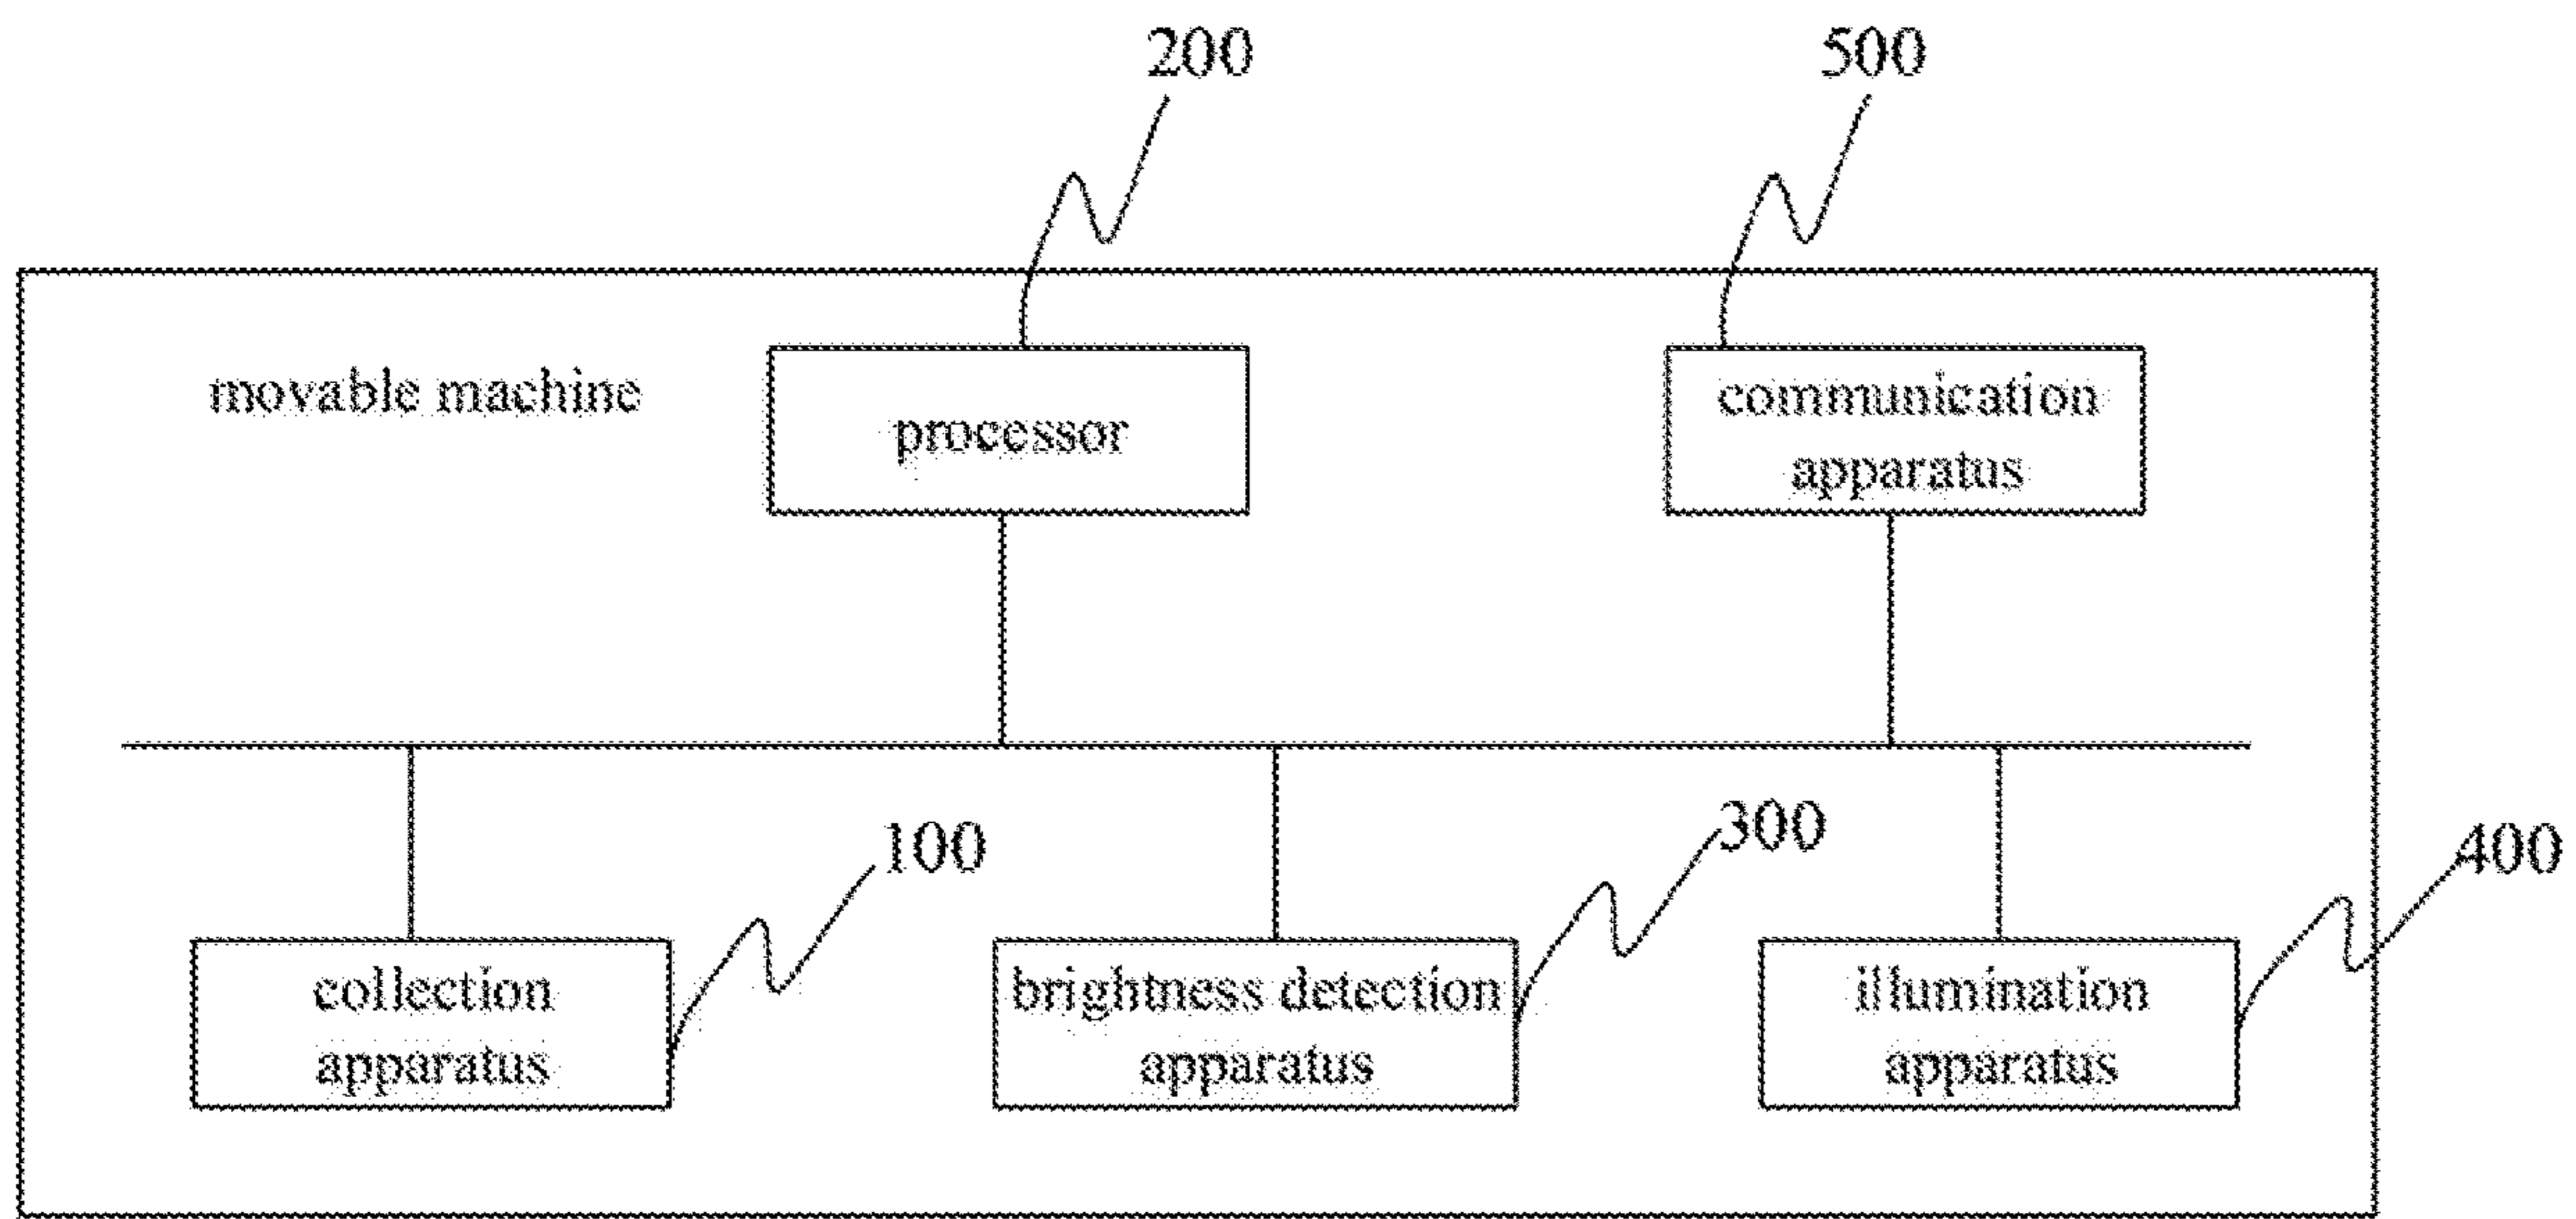 200
500
movable machine
processor
communication
apparatus
100
300
400
collection
apparatus
brightness detection
apparatus
illumination
apparatus